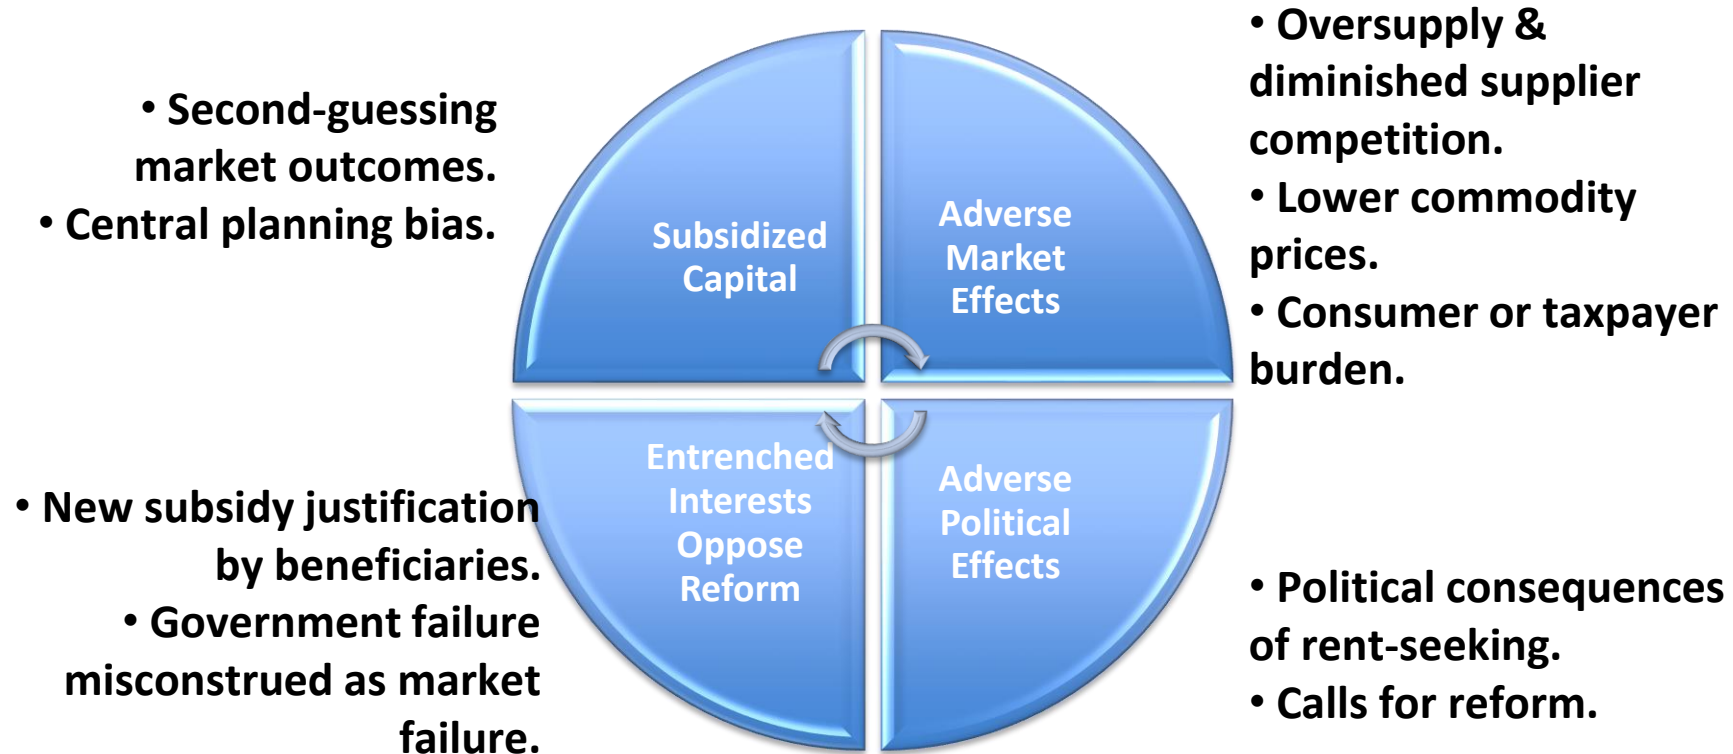 • Second-guessing
market outcomes.
• Central planning bias.
Subsidized
Capital
Adverse
Market
Effects
• Oversupply &
diminished supplier
competition.
• Lower commodity
prices.
• Consumer or taxpayer
burden.
• New subsidy justification
by beneficiaries.
• Government failure
misconstrued as market
failure.
Entrenched
Interests
Oppose
Reform
Adverse
Political
Effects
• Political consequences
of rent-seeking.
• Calls for reform.